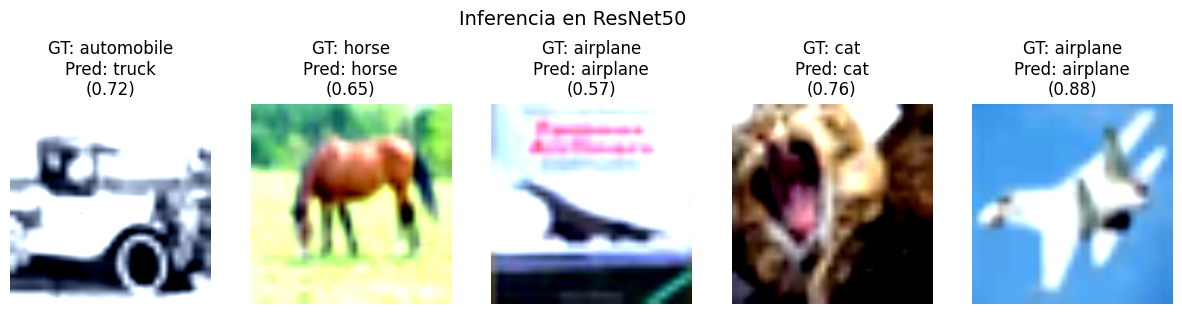 Inferencia en ResNet50
GT: automobile
Pred: truck
(0.72)
GT: horse
Pred: horse
(0.65)
GT: airplane
Pred: airplane
(0.57)
GT: cat
Pred: cat
(0.76)
GT: airplane
Pred: airplane
(0.88)